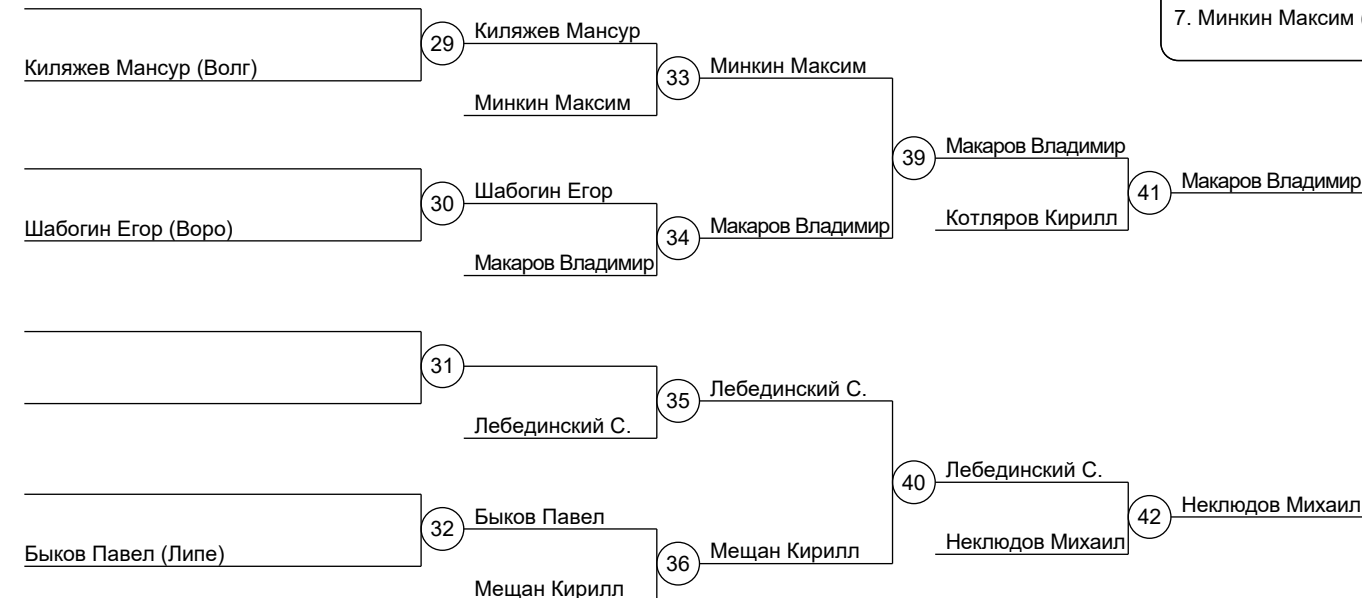 7. Минкин Максим (
29
Киляжев Мансур
Киляжев Мансур (Волг)
33
Минкин Максим
Минкин Максим
39
Макаров Владимир
30
Шабогин Егор
41
Макаров Владимир
Шабогин Егор (Воро)
34
Макаров Владимир
Котляров Кирилл
Макаров Владимир
31
35
Лебединский С.
Лебединский С.
40
Лебединский С.
32
Быков Павел
42
Неклюдов Михаил
Быков Павел (Липе)
36
Мещан Кирилл
Неклюдов Михаил
Мещан Кирилл